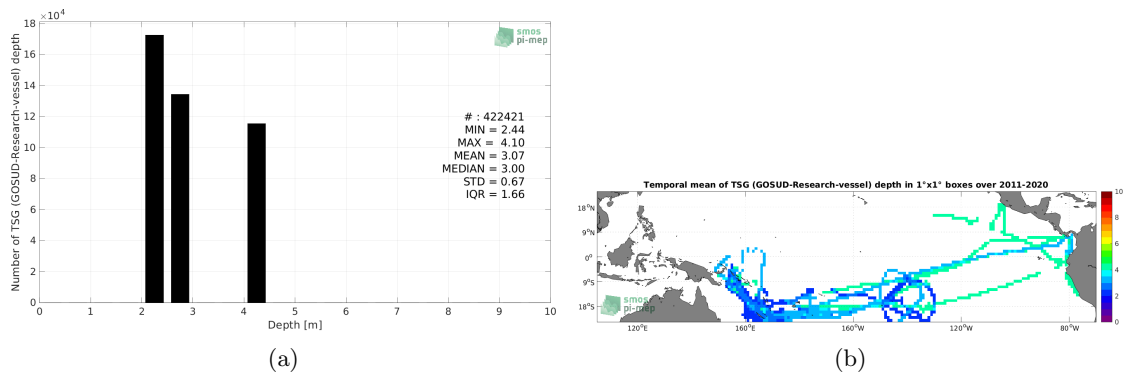 ×10⁴
18
16
14
12
10
8
6
4
2
0
0 1 2 3 4 5 6 7 8 9 10
Number of TSG (GOSUD-Research-vessel) depth
Depth [m]
smos
pi-mep
# : 422421
MIN = 2.44
MAX = 4.10
MEAN = 3.07
MEDIAN = 3.00
STD = 0.67
IQR = 1.66
(a)
Temporal mean of TSG (GOSUD-Research-vessel) depth in 1°x1° boxes over 2011-2020
18°N
9°N
0°
9°S
18°S
120°E 160°E 160°W 120°W 80°W
smos
pi-mep
10
8
6
4
2
0
(b)